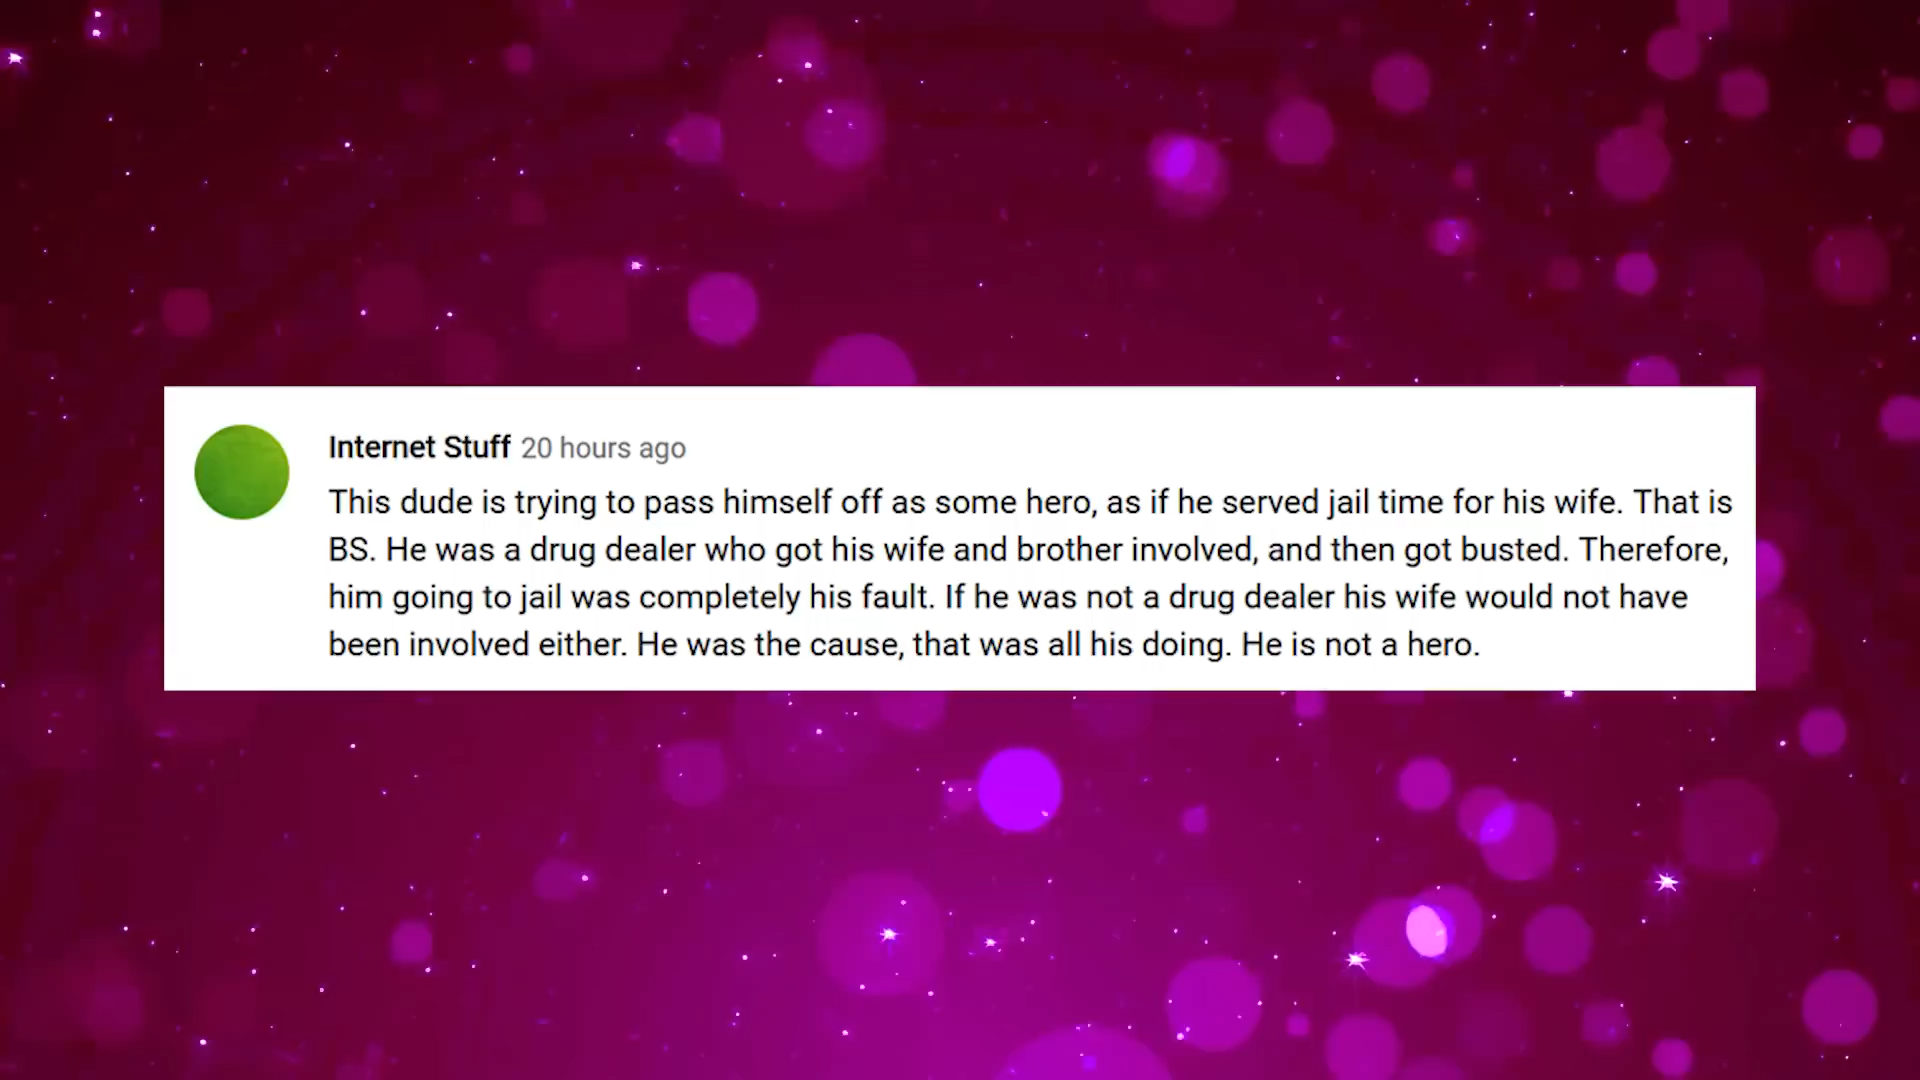 Internet Stuff 20 hours ago
This dude is trying to pass himself off as some hero, as if he served jail time for his wife. That is
BS. He was a drug dealer who got his wife and brother involved, and then got busted. Therefore,
him going to jail was completely his fault. If he was not a drug dealer his wife would not have
been involved either. He was the cause, that was all his doing. He is not a hero.